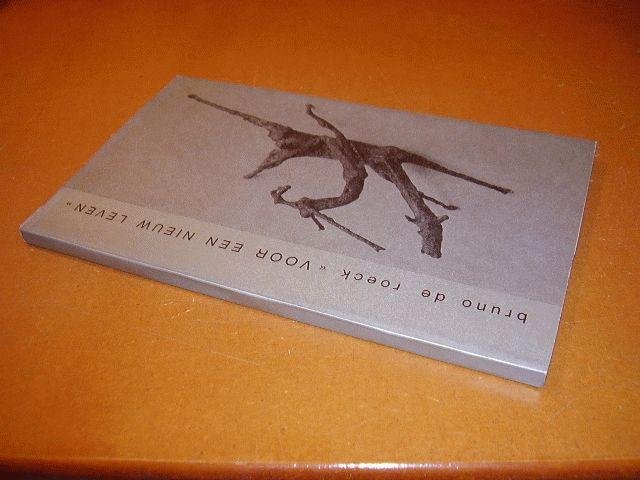 bruno de roeck « VOOR EEN NIEUW LEVEN »